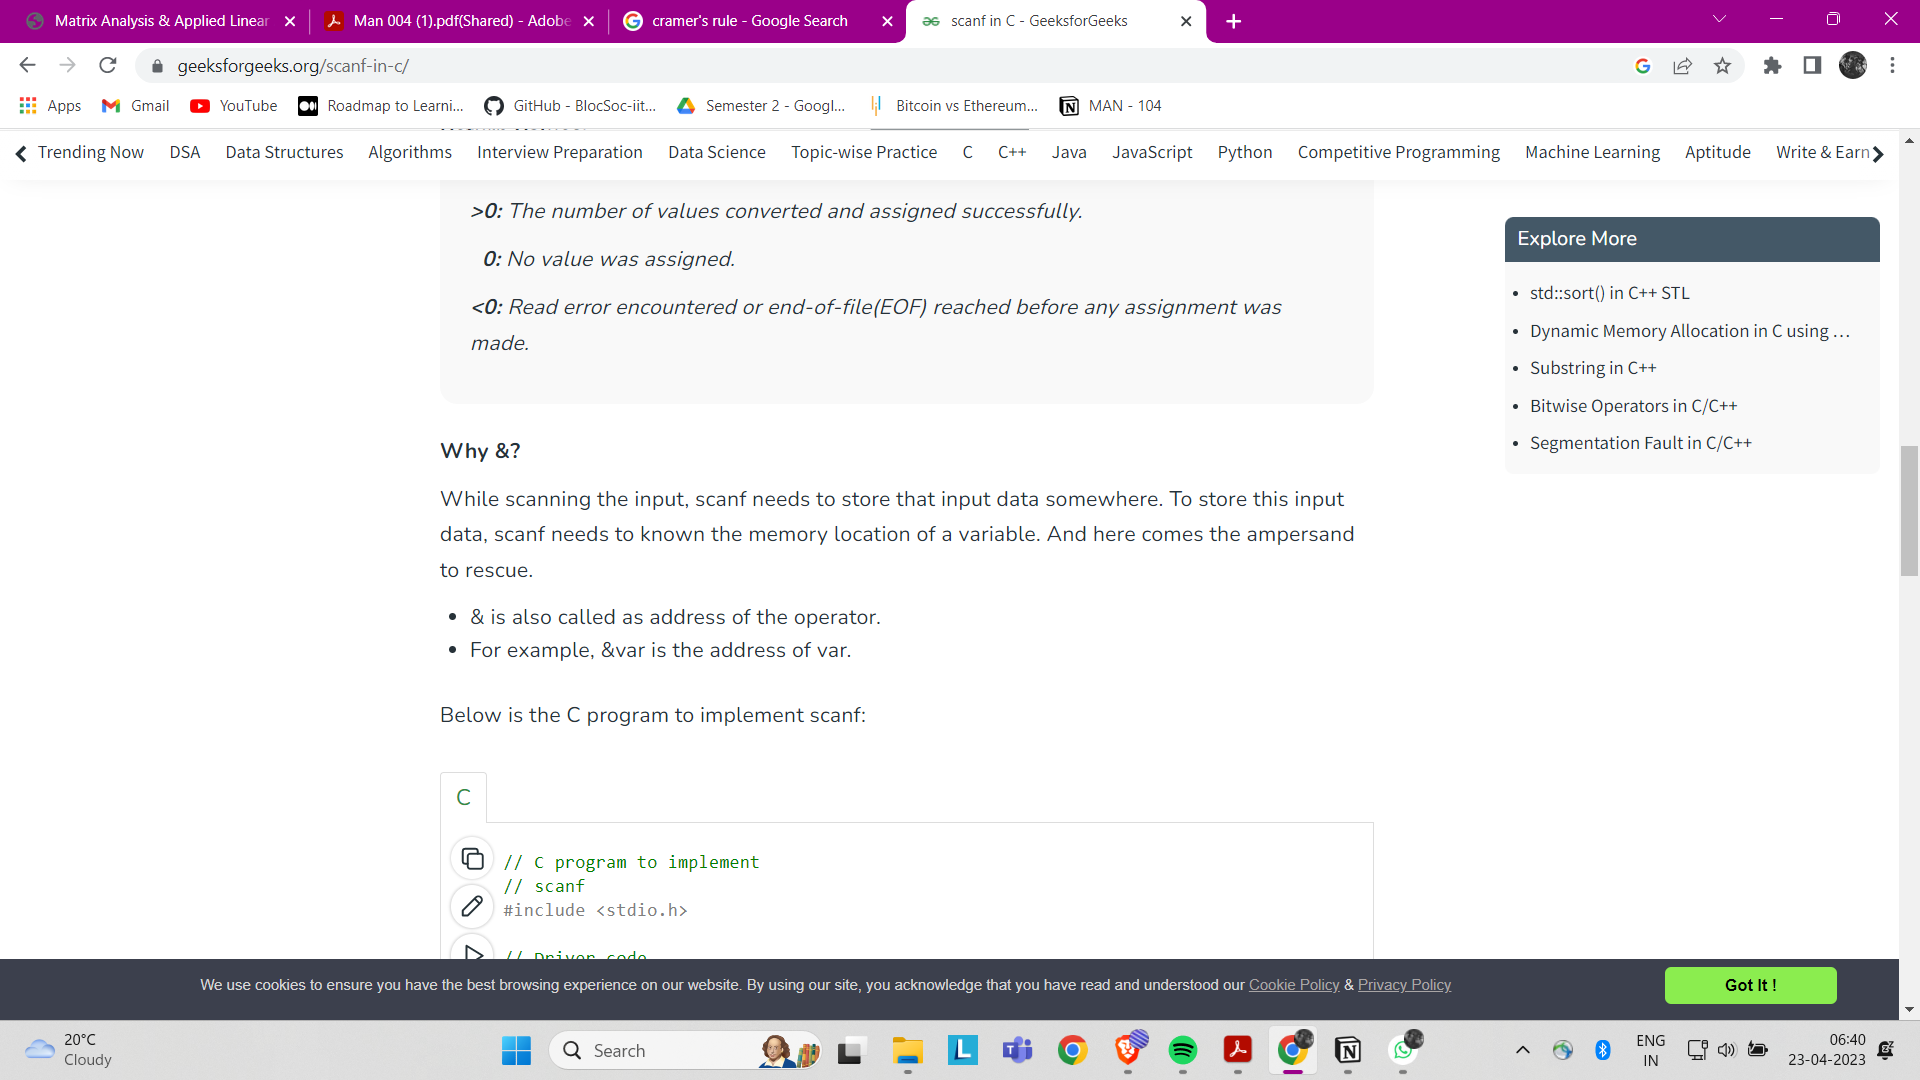 Matrix Analysis & Applied Linear
Man 004 (1).pdf(Shared) - Adobe
cramer's rule - Google Search
scanf in C - GeeksforGeeks
geeksforgeeks.org/scanf-in-c/
Apps
Gmail
YouTube
Roadmap to Learni...
GitHub - BlocSoc-iit...
Semester 2 - Googl...
Bitcoin vs Ethereum...
MAN - 104
Trending Now
DSA
Data Structures
Algorithms
Interview Preparation
Data Science
Topic-wise Practice
C
C++
Java
JavaScript
Python
Competitive Programming
Machine Learning
Aptitude
Write & Earn
>0: The number of values converted and assigned successfully.
0: No value was assigned.
<0: Read error encountered or end-of-file(EOF) reached before any assignment was
made.
Explore More
std::sort() in C++ STL
Dynamic Memory Allocation in C using ...
Substring in C++
Bitwise Operators in C/C++
Segmentation Fault in C/C++
Why &?
While scanning the input, scanf needs to store that input data somewhere. To store this input
data, scanf needs to known the memory location of a variable. And here comes the ampersand
to rescue.
& is also called as address of the operator.
For example, &var is the address of var.
Below is the C program to implement scanf:
C
// C program to implement
// scanf
#include <stdio.h>
// Driver code
We use cookies to ensure you have the best browsing experience on our website. By using our site, you acknowledge that you have read and understood our Cookie Policy & Privacy Policy
Got It !
20°C
Cloudy
Search
ENG
IN
06:40
23-04-2023